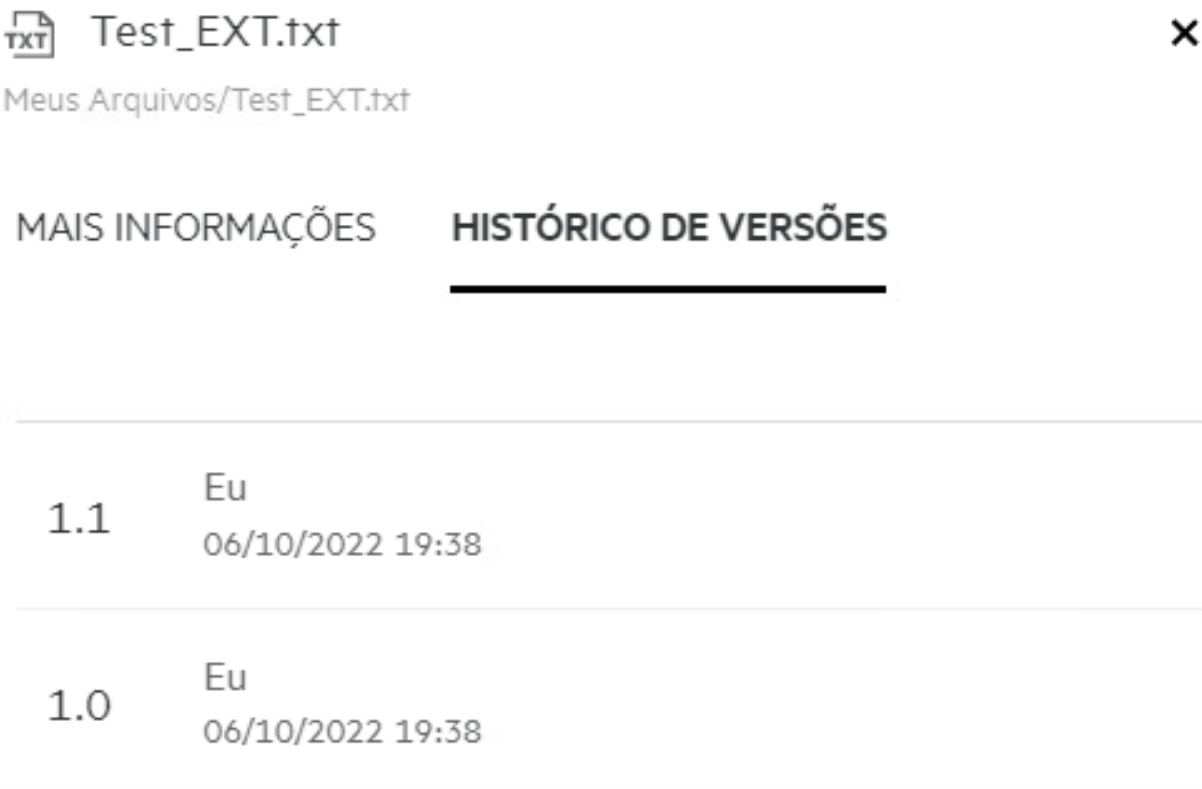 TXT
Test_EXT.txt
Meus Arquivos/Test_EXT.txt
MAIS INFORMAÇÕES
HISTÓRICO DE VERSÕES
1.1
Eu
06/10/2022 19:38
1.0
Eu
06/10/2022 19:38